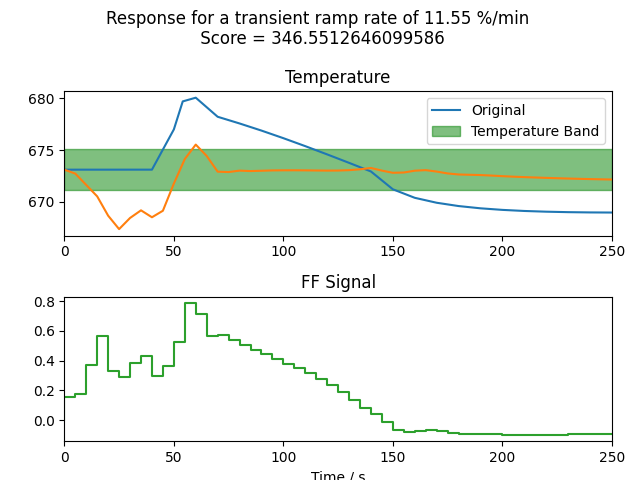 Response for a transient ramp rate of 11.55 %/min
Score = 346.5512646099586
Temperature
680
675
670
Original
Temperature Band
0 50 100 150 200 250
FF Signal
0.8
0.6
0.4
0.2
0.0
0 50 100 150 200 250
Time / s